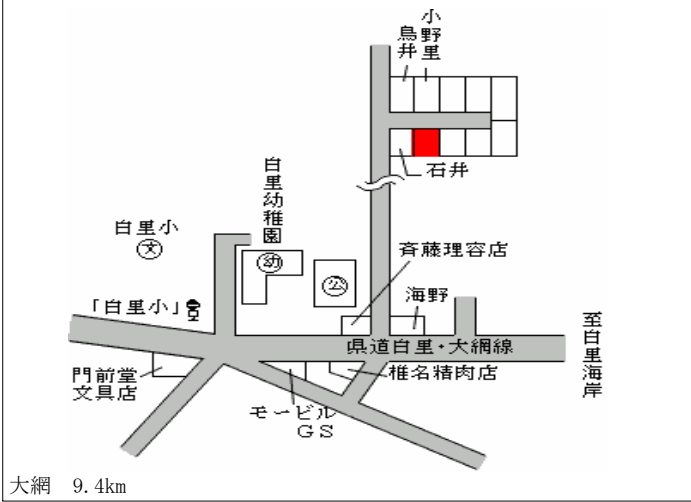 小野里
鳥井
石井
白里幼稚園
白里小
文
幼
公
斉藤理容店
「白里小」
海野
県道白里・大網線
至白里海岸
門前堂
文具店
椎名精肉店
モービル
GS
大網 9.4km